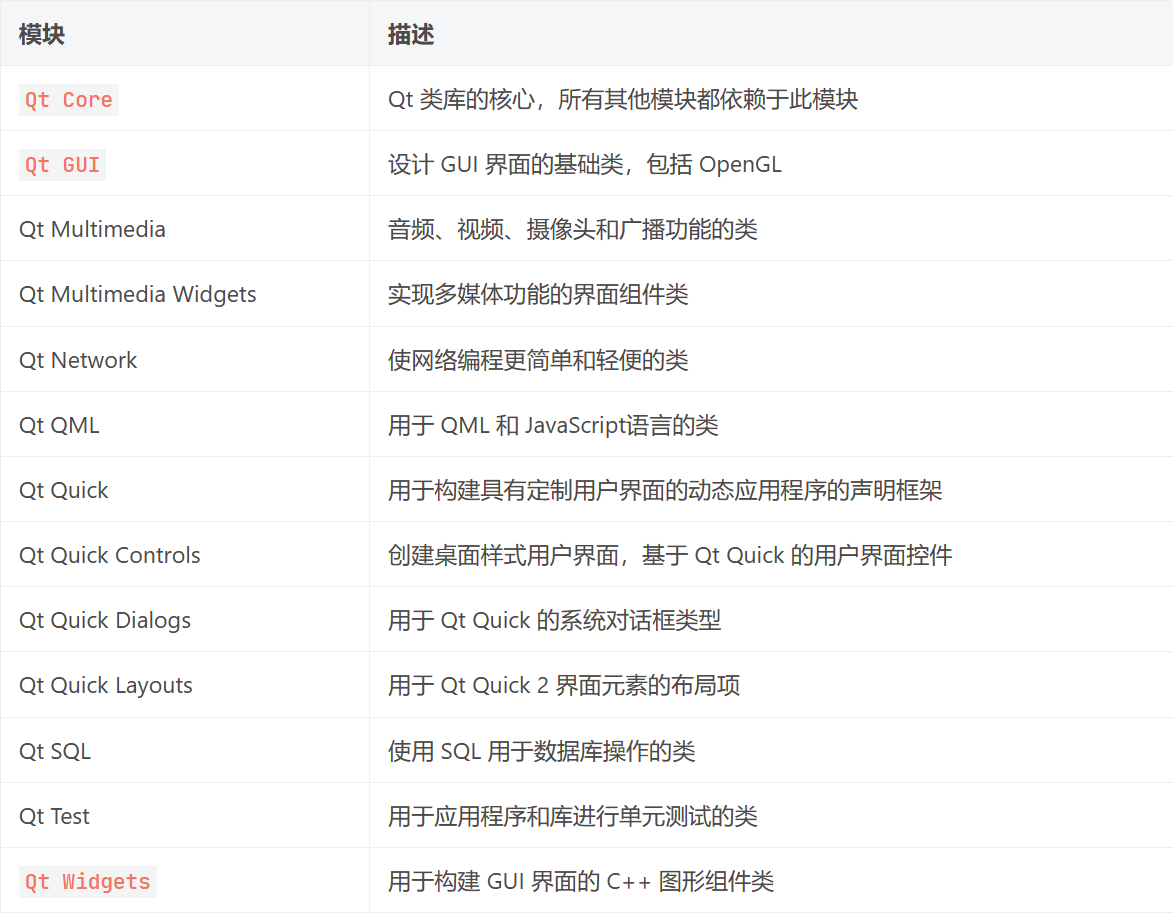 模块 描述
Qt Core Qt 类库的核心，所有其他模块都依赖于此模块
Qt GUI 设计 GUI 界面的基础类，包括 OpenGL
Qt Multimedia 音频、视频、摄像头和广播功能的类
Qt Multimedia Widgets 实现多媒体功能的界面组件类
Qt Network 使网络编程更简单和轻便的类
Qt QML 用于 QML 和 JavaScript语言的类
Qt Quick 用于构建具有定制用户界面的动态应用程序的声明框架
Qt Quick Controls 创建桌面样式用户界面，基于 Qt Quick 的用户界面控件
Qt Quick Dialogs 用于 Qt Quick 的系统对话框类型
Qt Quick Layouts 用于 Qt Quick 2 界面元素的布局项
Qt SQL 使用 SQL 用于数据库操作的类
Qt Test 用于应用程序和库进行单元测试的类
Qt Widgets 用于构建 GUI 界面的 C++ 图形组件类